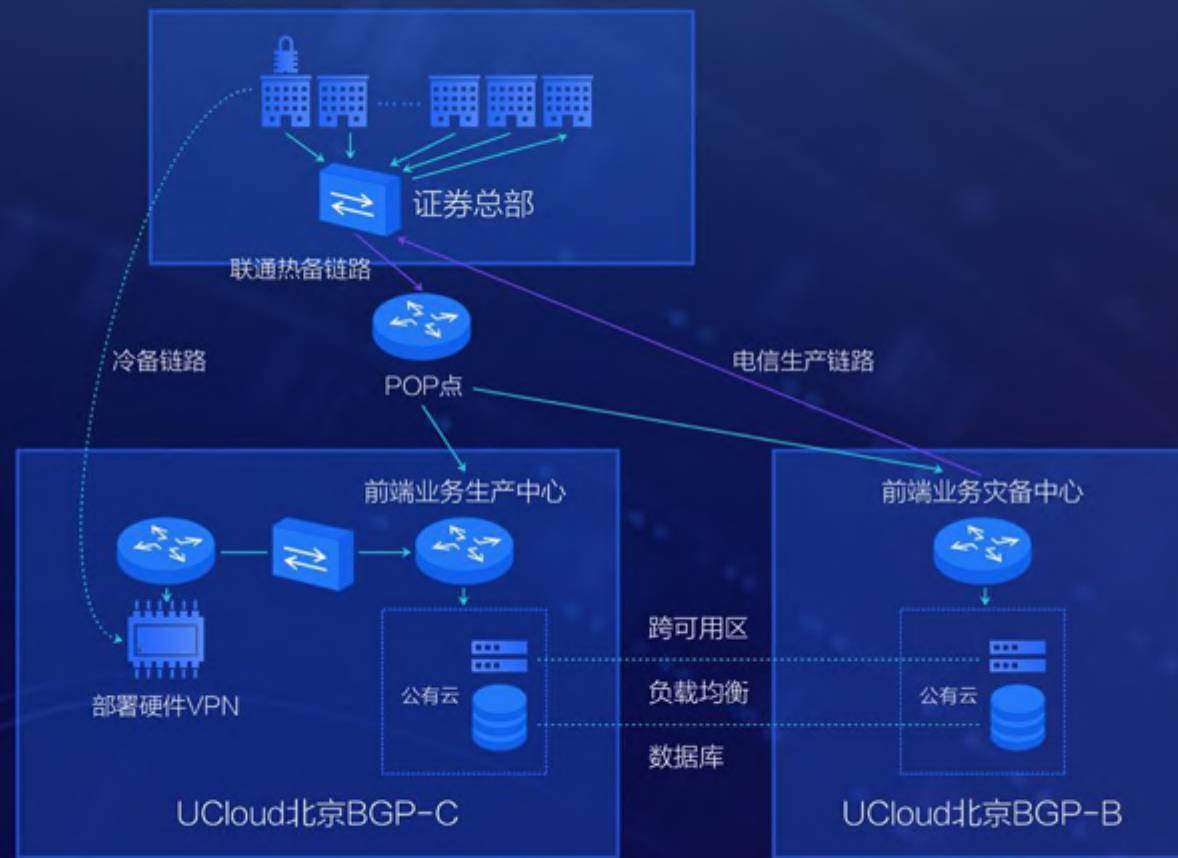 证券总部
联通热备链路
冷备链路
电信生产链路
POP点
前端业务生产中心
前端业务灾备中心
跨可用区
公有云
负载均衡
公有云
部署硬件VPN
数据库
UCloud北京BGP-C
UCloud北京BGP-B